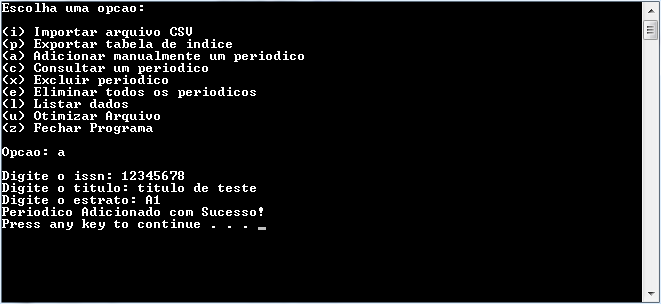 Escolha uma opcao:
(i) Importar arquivo CSV
(p) Exportar tabela de indice
(a) Adicionar manualmente um periodico
(c) Consultar um periodico
(x) Excluir periodico
(e) Eliminar todos os periodicos
(l) Listar dados
(u) Otimizar Arquivo
(z) Fechar Programa
Opcao: a
Digite o issn: 12345678
Digite o titulo: titulo de teste
Digite o estrato: A1
Periodico Adicionado com Sucesso!
Press any key to continue . . . _